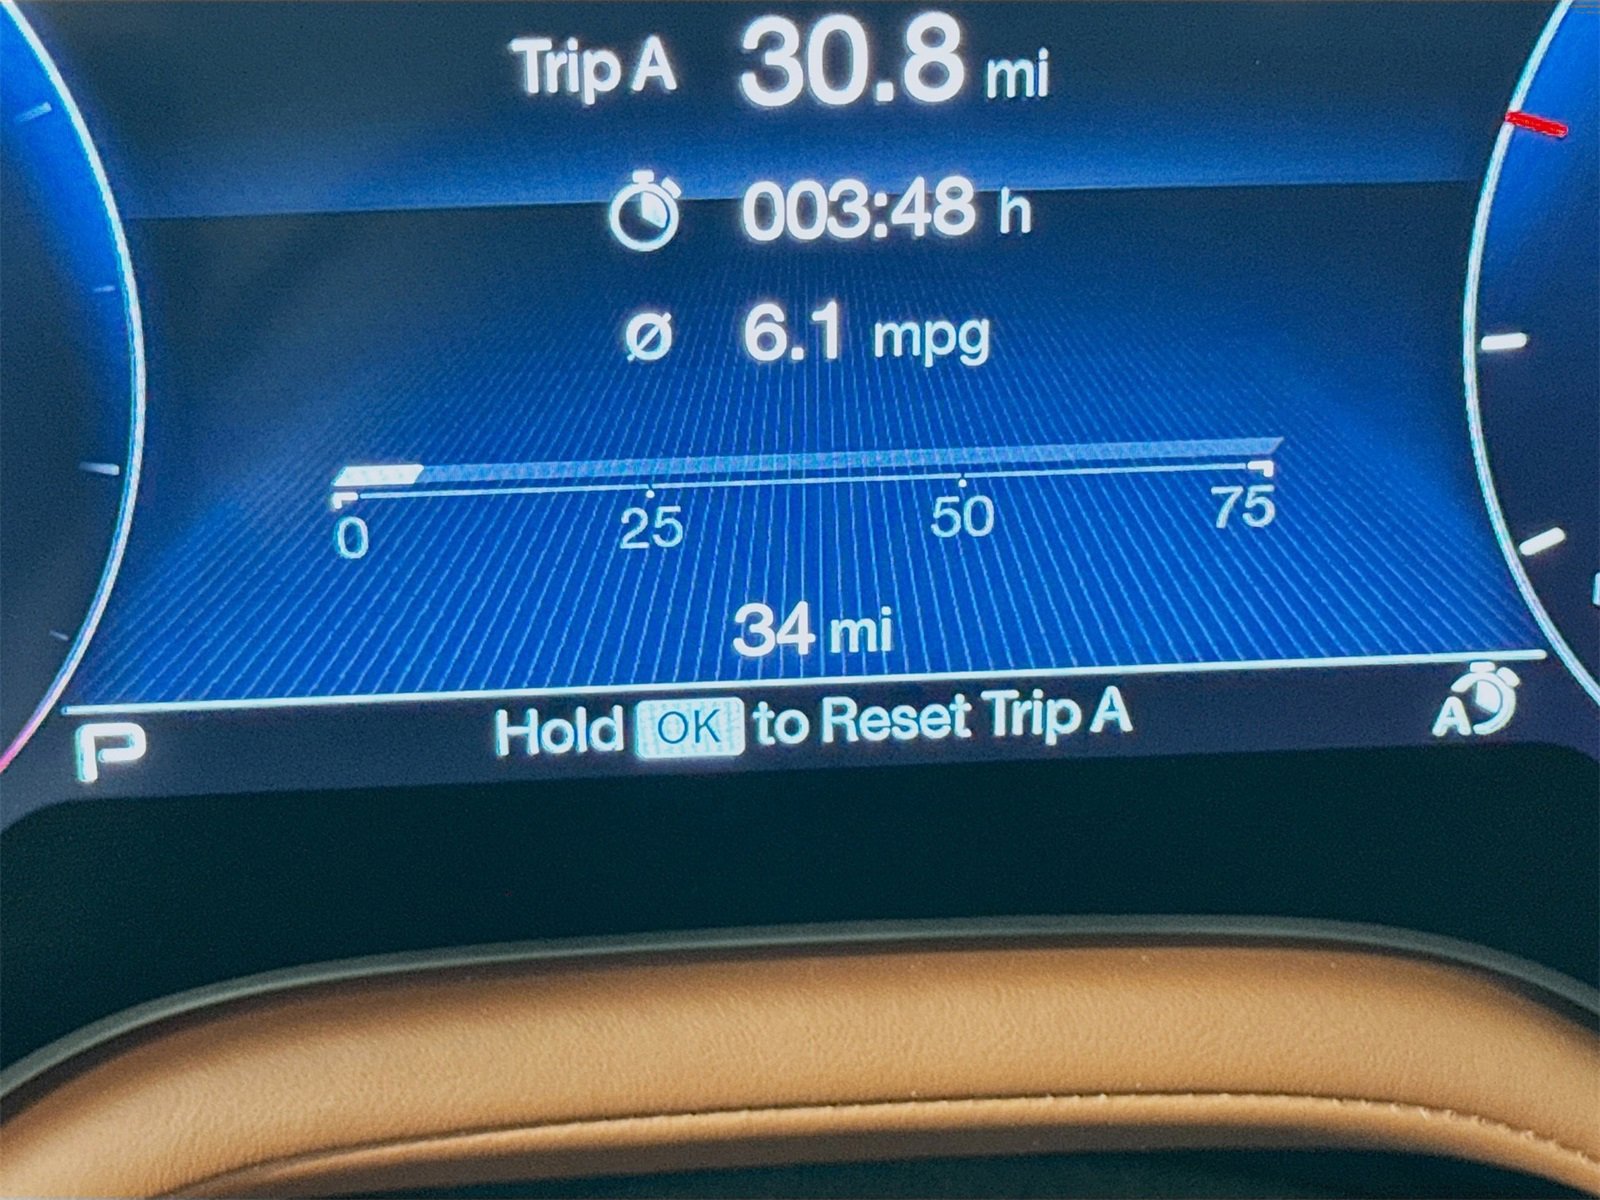 Trip A 30.8 mi
003:48 h
Ø 6.1 mpg
0 25 50 75
34 mi
P Hold OK to Reset Trip A A